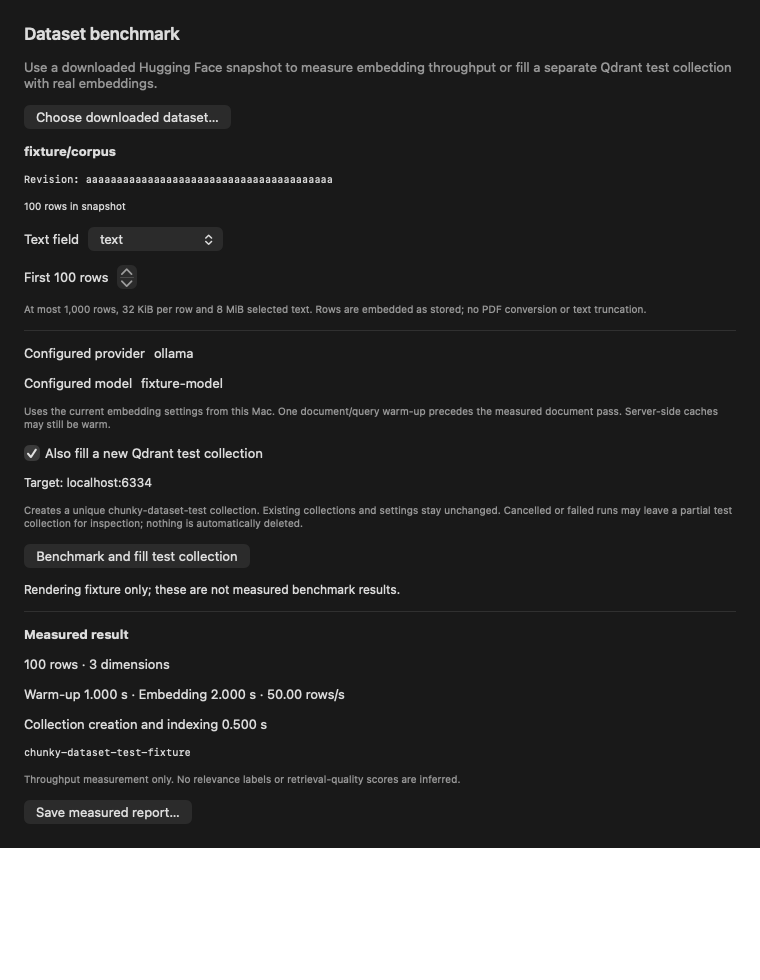 Dataset benchmark
Use a downloaded Hugging Face snapshot to measure embedding throughput or fill a separate Qdrant test collection
with real embeddings.
Choose downloaded dataset...
fixture/corpus
Revision: aaaaaaaaaaaaaaaaaaaaaaaaaaaaaaaaaaaaaaaa
100 rows in snapshot
Text field text
First 100 rows
At most 1,000 rows, 32 KiB per row and 8 MiB selected text. Rows are embedded as stored; no PDF conversion or text truncation.
Configured provider ollama
Configured model fixture-model
Uses the current embedding settings from this Mac. One document/query warm-up precedes the measured document pass. Server-side caches
may still be warm.
Also fill a new Qdrant test collection
Target: localhost:6334
Creates a unique chunky-dataset-test collection. Existing collections and settings stay unchanged. Cancelled or failed runs may leave a partial test
collection for inspection; nothing is automatically deleted.
Benchmark and fill test collection
Rendering fixture only; these are not measured benchmark results.
Measured result
100 rows · 3 dimensions
Warm-up 1.000 s · Embedding 2.000 s · 50.00 rows/s
Collection creation and indexing 0.500 s
chunky-dataset-test-fixture
Throughput measurement only. No relevance labels or retrieval-quality scores are inferred.
Save measured report...